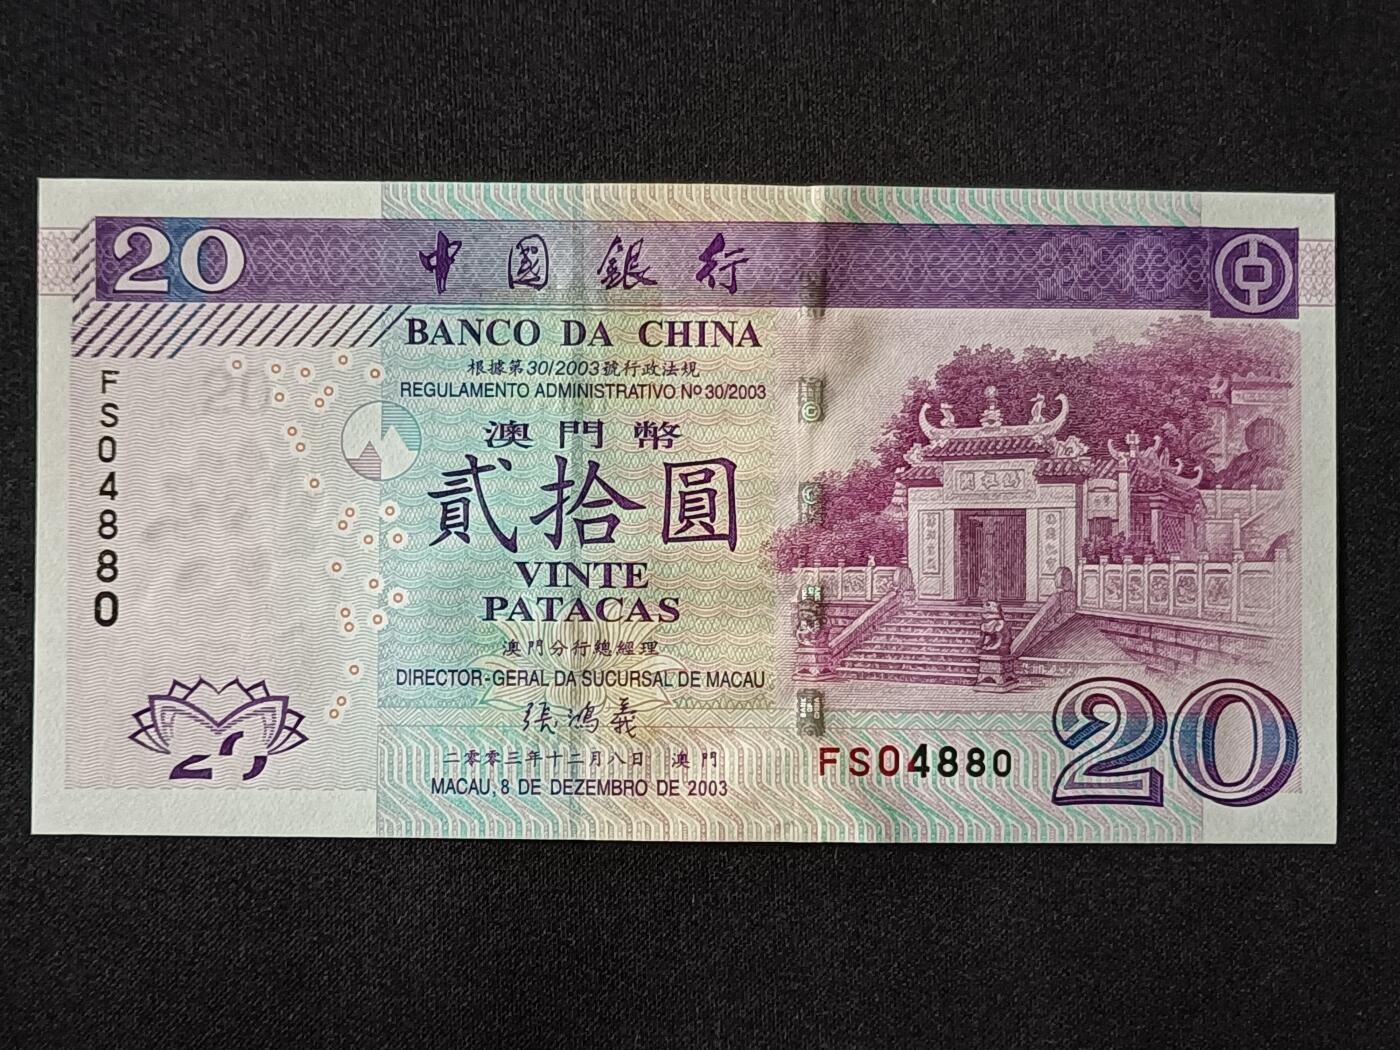 20
中國銀行
BANCO DA CHINA
根據第30/2003號行政法規
REGULAMENTO ADMINISTRATIVO Nº 30/2003
FS04880
澳門幣
貳拾圓
VINTE
PATACAS
澳門分行總經理
DIRECTOR-GERAL DA SUCURSAL DE MACAU
張鴻義
二零零三年十二月八日 澳門
MACAU, 8 DE DEZEMBRO DE 2003
FS04880
20